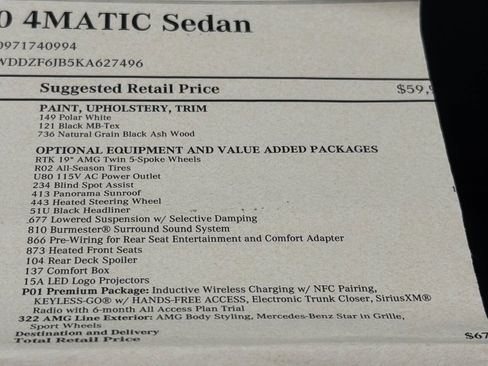 0 4MATIC Sedan
0971740994
WDDZF6JB5KA627496
Suggested Retail Price $59,9
PAINT, UPHOLSTERY, TRIM
149 Polar White
121 Black MB-Tex
736 Natural Grain Black Ash Wood
OPTIONAL EQUIPMENT AND VALUE ADDED PACKAGES
RTK 19" AMG Twin 5-Spoke Wheels
R02 All-Season Tires
U80 115V AC Power Outlet
234 Blind Spot Assist
413 Panorama Sunroof
443 Heated Steering Wheel
51U Black Headliner
.677 Lowered Suspension w/ Selective Damping
810 Burmester® Surround Sound System
866 Pre-Wiring for Rear Seat Entertainment and Comfort Adapter
873 Heated Front Seats
104 Rear Deck Spoiler
137 Comfort Box
15A LED Logo Projectors
P01 Premium Package: Inductive Wireless Charging w/ NFC Pairing,
KEYLESS-GO® w/ HANDS-FREE ACCESS, Electronic Trunk Closer, SiriusXM®
Radio with 6-month All Access Plan Trial
322 AMG Line Exterior: AMG Body Styling, Mercedes-Benz Star in Grille,
Sport Wheels
Destination and Delivery
Total Retail Price $67